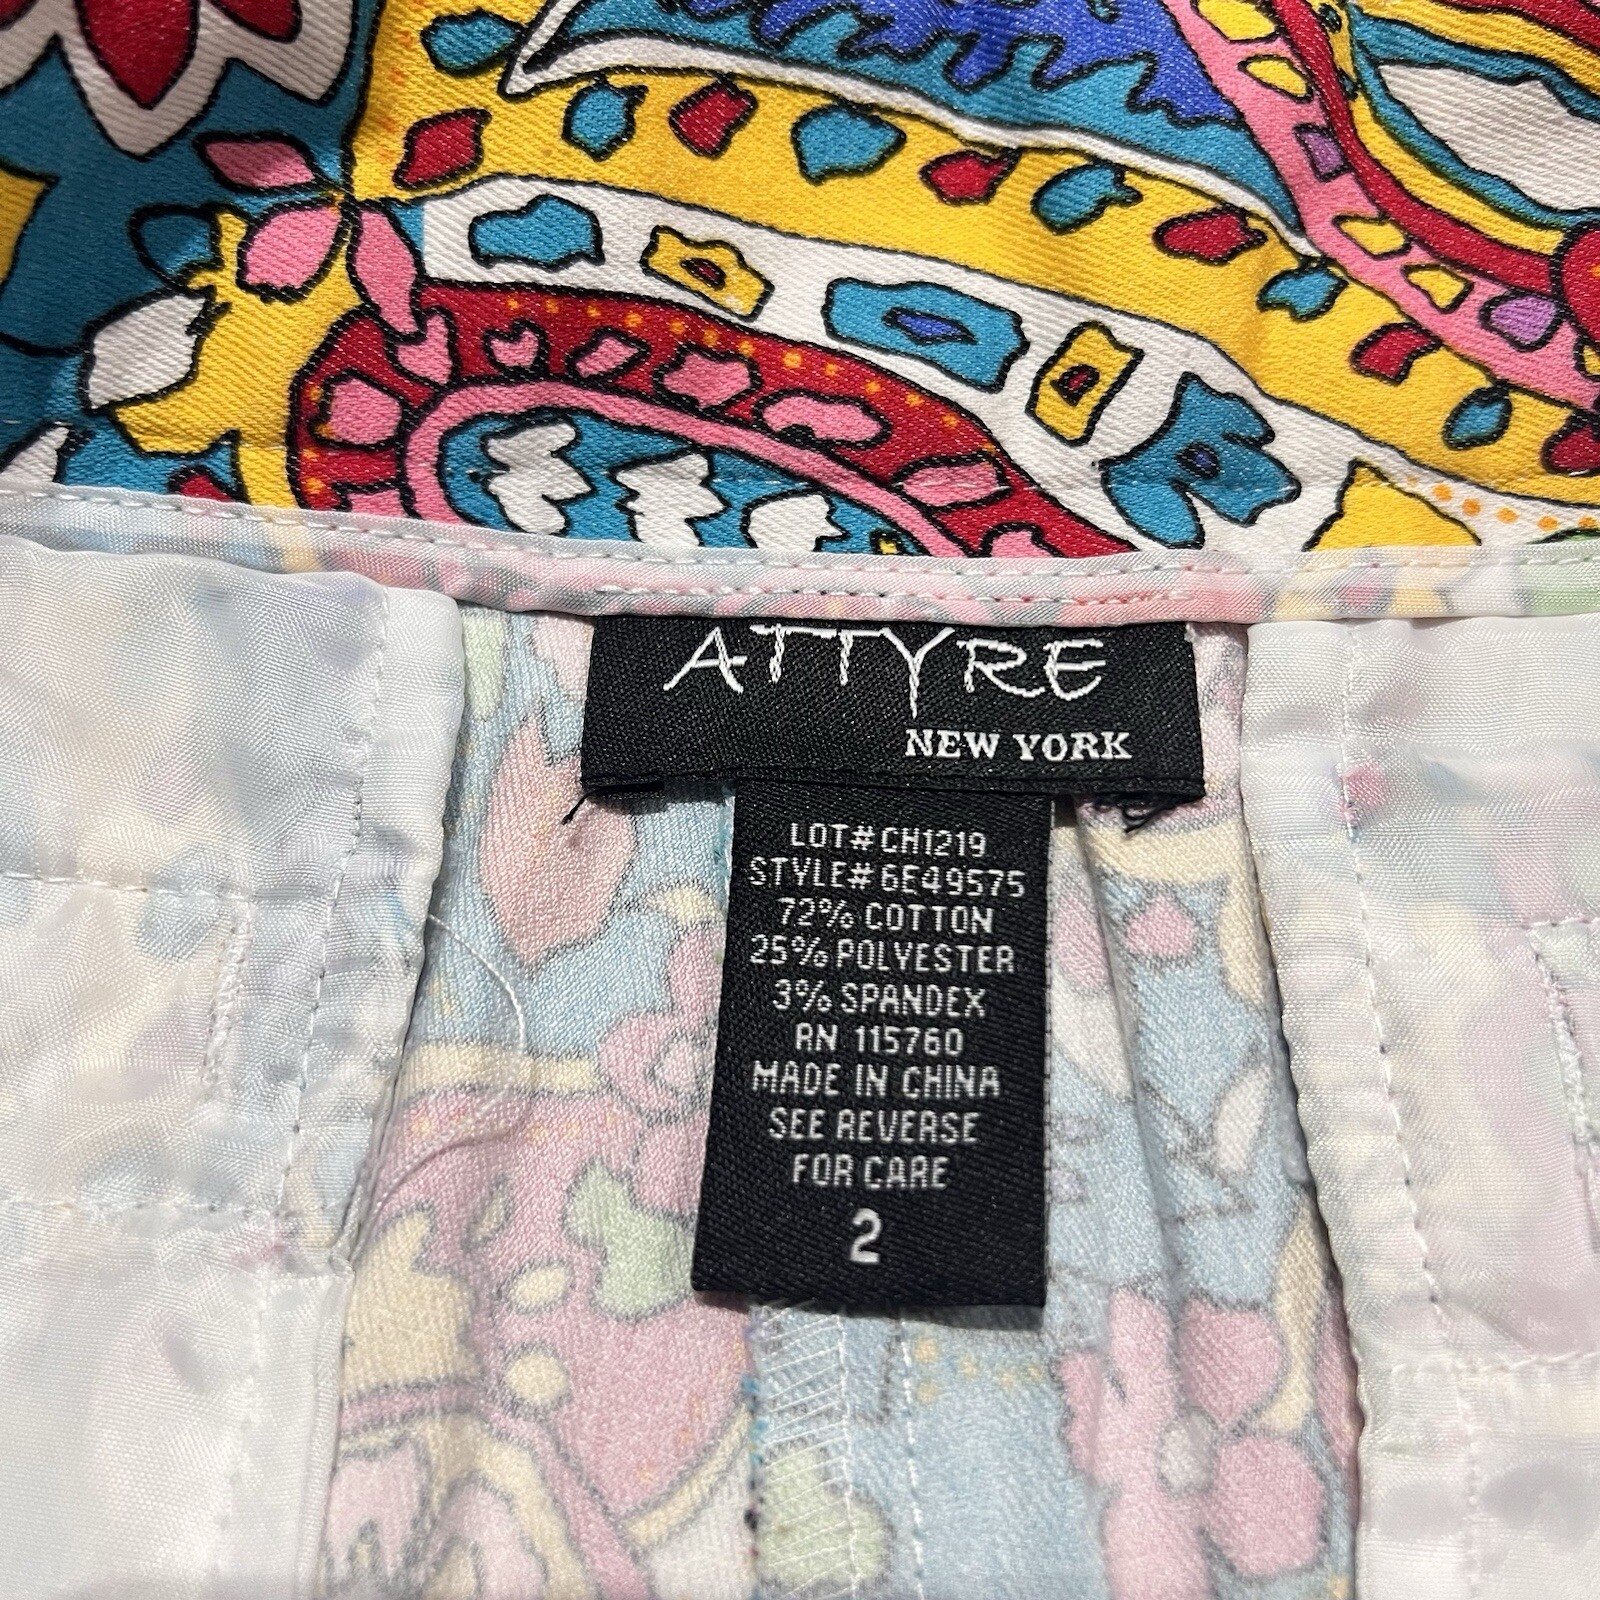 ATTYRE
NEW YORK
LOT# CH1219
STYLE# 6E49575
72% COTTON
25% POLYESTER
3% SPANDEX
RN 115760
MADE IN CHINA
SEE REVERSE
FOR CARE
2